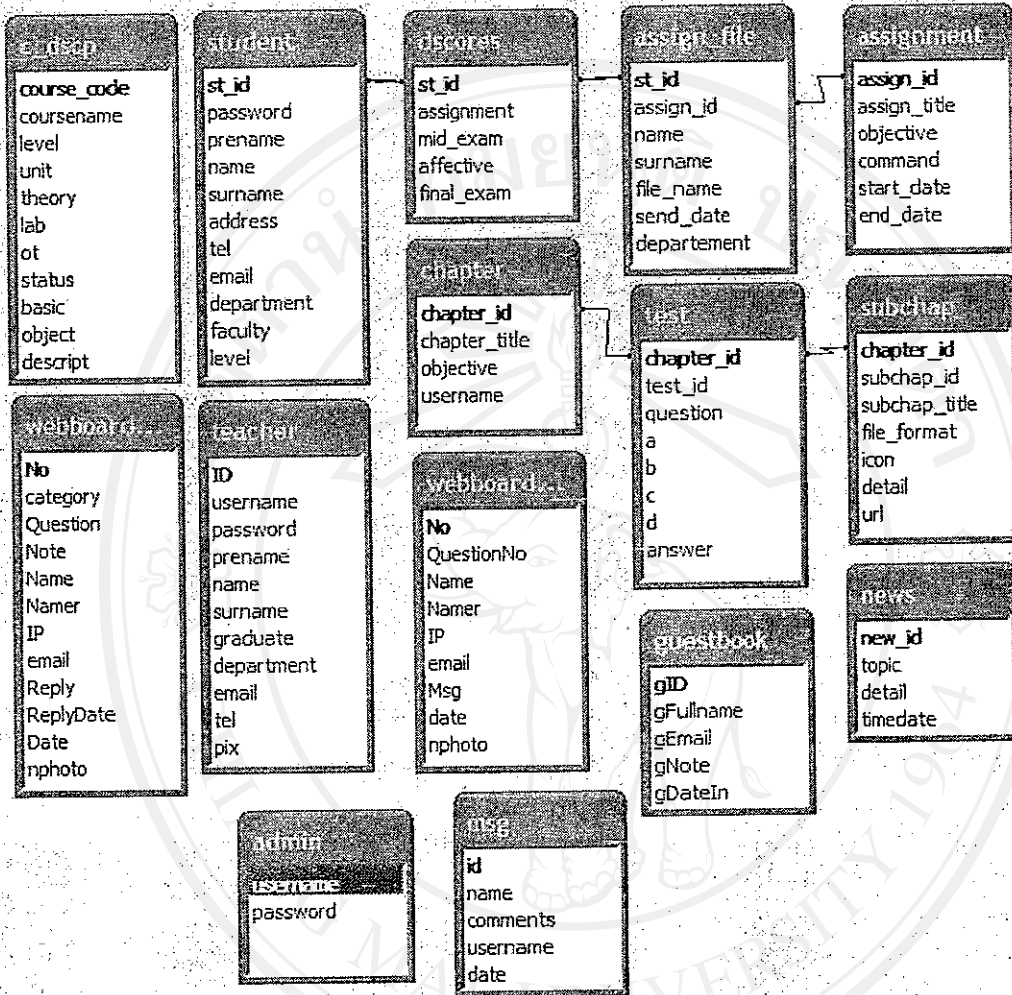 c_dscp
course_code
coursename
level
unit
theory
lab
ot
status
basic
object
descript
student
st_id
password
prename
name
surname
address
tel
email
department
faculty
level
dscores
st_id
assignment
mid_exam
affective
final_exam
assign_file
st_id
assign_id
name
surname
file_name
send_date
departement
assignment
assign_id
assign_title
objective
command
start_date
end_date
chapter
chapter_id
chapter_title
objective
username
test
chapter_id
test_id
question
a
b
c
d
answer
subchap
chapter_id
subchap_id
subchap_title
file_format
icon
detail
url
webboard...
No
category
Question
Note
Name
Namer
IP
email
Reply
ReplyDate
Date
nphoto
teacher
ID
username
password
prename
name
surname
graduate
department
email
tel
pix
webboard...
No
QuestionNo
Name
Namer
IP
email
Msg
date
nphoto
guestbook
gID
gFullname
gEmail
gNote
gDateIn
news
new_id
topic
detail
timedate
admin
username
password
msg
id
name
comments
username
date